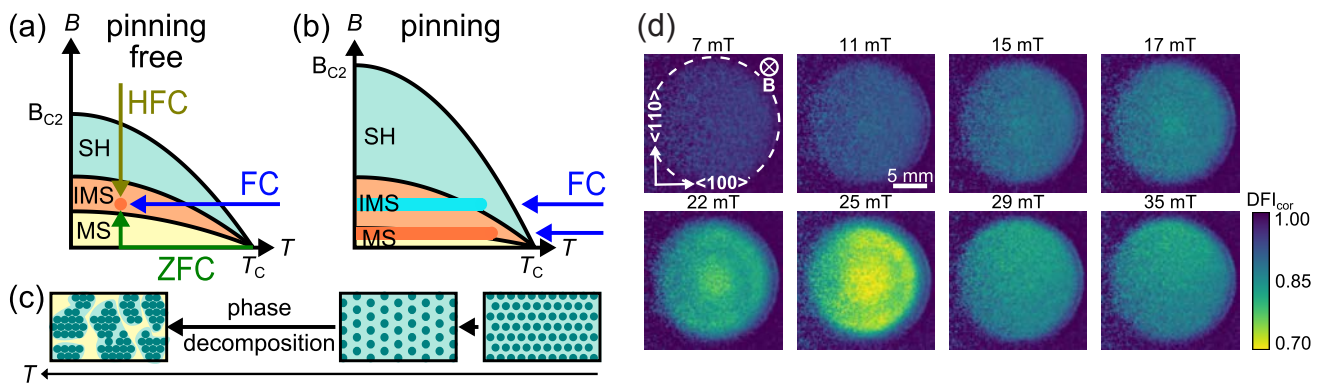 (a)
B
pinning
free
B_C2
HFC
SH
FC
IMS
MS
T_C
T
ZFC
(b)
B
pinning
B_C2
SH
FC
IMS
MS
T_C
T
(c)
phase
decomposition
T
(d)
7 mT
11 mT
15 mT
17 mT
B
<110>
<100>
5 mm
22 mT
25 mT
29 mT
35 mT
DFI_cor
1.00
0.85
0.70